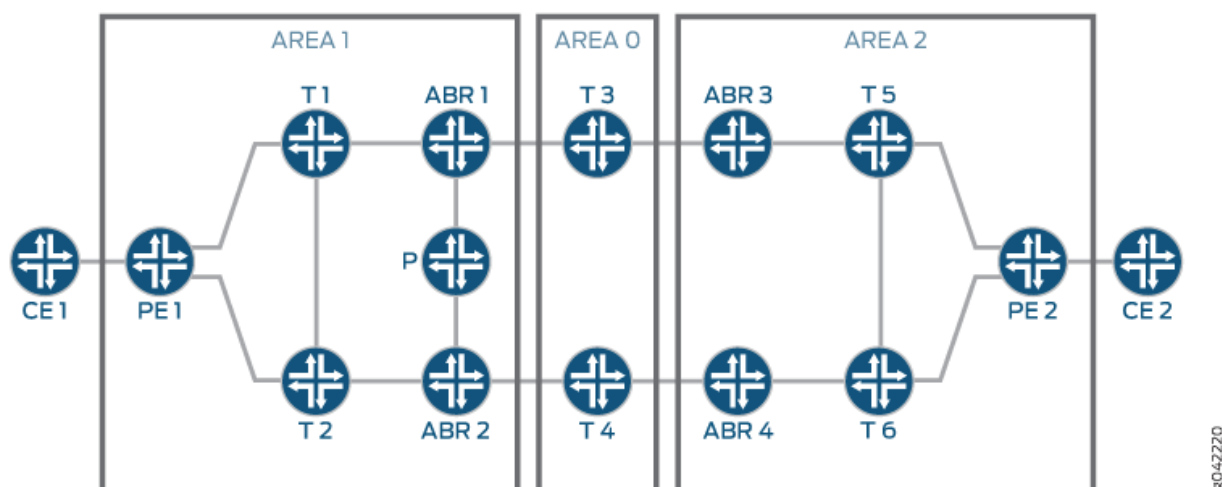 AREA 1
AREA 0
AREA 2
T 1
ABR 1
T 3
ABR 3
T 5
P
CE 1
PE 1
PE 2
CE 2
T 2
ABR 2
T 4
ABR 4
T 6
g042220